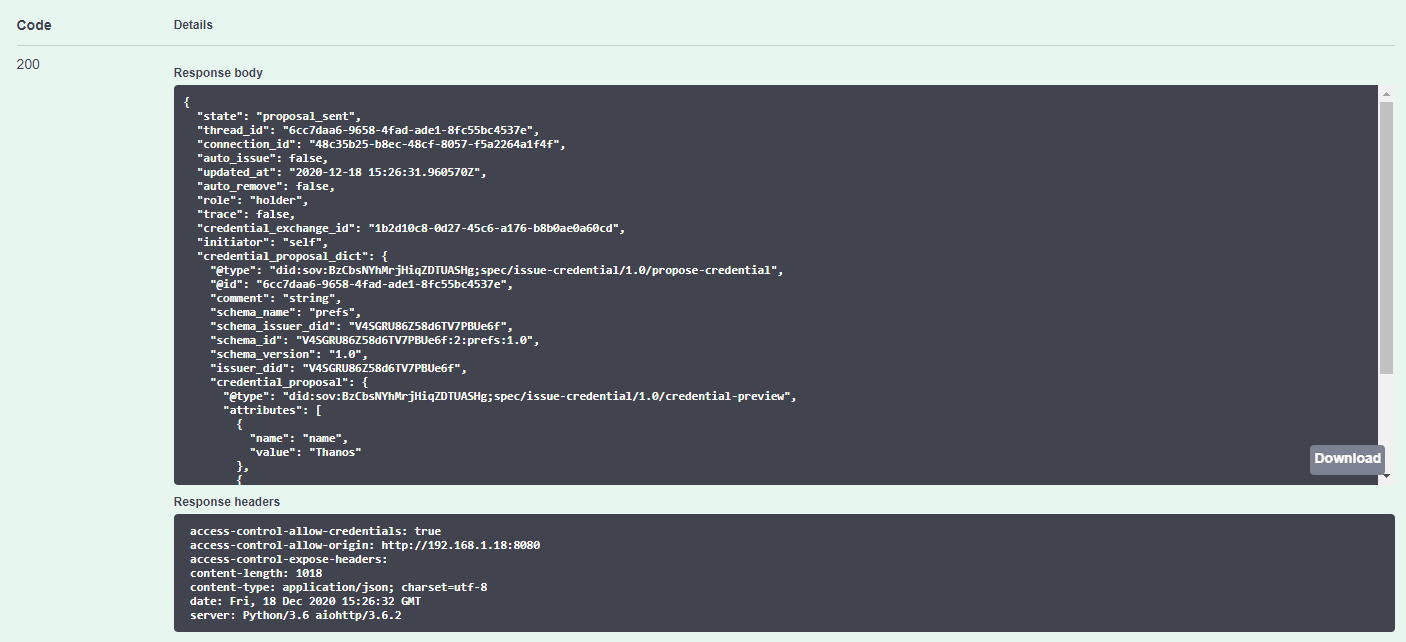 Code Details
200
Response body
{
  "state": "proposal_sent",
  "thread_id": "6cc7daa6-9658-4fad-ade1-8fc55bc4537e",
  "connection_id": "48c35b25-b8ec-48cf-8057-f5a2264a1f4f",
  "auto_issue": false,
  "updated_at": "2020-12-18 15:26:31.960570Z",
  "auto_remove": false,
  "role": "holder",
  "trace": false,
  "credential_exchange_id": "1b2d10c8-0d27-45c6-a176-b8b0ae0a60cd",
  "initiator": "self",
  "credential_proposal_dict": {
    "@type": "did:sov:BzCbsNYhMrjHiqZDTUASHg;spec/issue-credential/1.0/propose-credential",
    "@id": "6cc7daa6-9658-4fad-ade1-8fc55bc4537e",
    "comment": "string",
    "schema_name": "prefs",
    "schema_issuer_did": "V4SGRU86Z58d6TV7PBUe6f",
    "schema_id": "V4SGRU86Z58d6TV7PBUe6f:2:prefs:1.0",
    "schema_version": "1.0",
    "issuer_did": "V4SGRU86Z58d6TV7PBUe6f",
    "credential_proposal": {
      "@type": "did:sov:BzCbsNYhMrjHiqZDTUASHg;spec/issue-credential/1.0/credential-preview",
      "attributes": [
        {
          "name": "name",
          "value": "Thanos"
        },
        {
Download
Response headers
access-control-allow-credentials: true
access-control-allow-origin: http://192.168.1.18:8080
access-control-expose-headers:
content-length: 1018
content-type: application/json; charset=utf-8
date: Fri, 18 Dec 2020 15:26:32 GMT
server: Python/3.6 aiohttp/3.6.2